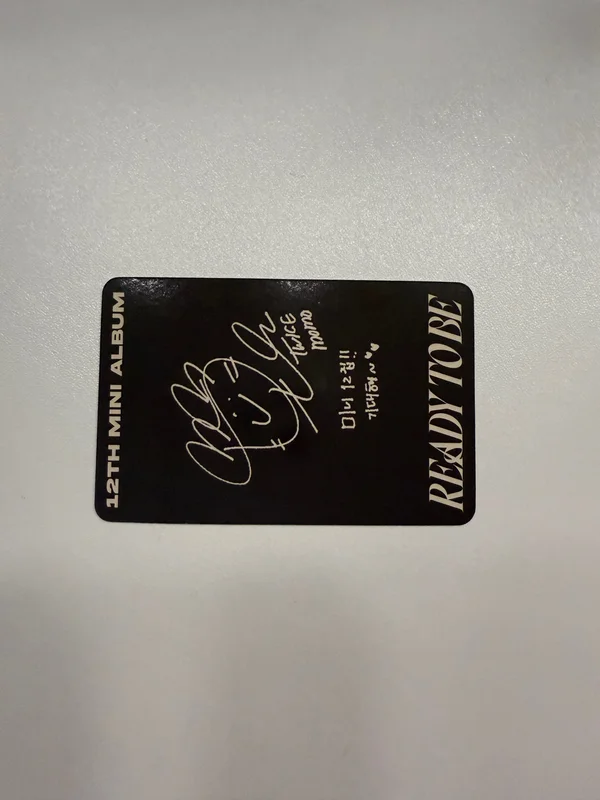 12TH MINI ALBUM
TWICE
momo
미니 12집!!
기대해~
READY TO BE